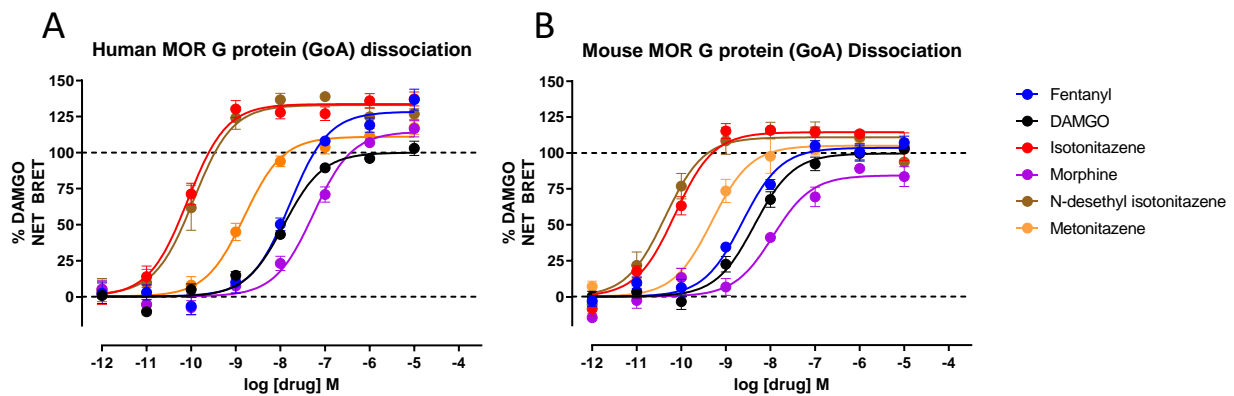 A
Human MOR G protein (GoA) dissociation
% DAMGO
NET BRET
150
125
100
75
50
25
0
-12 -11 -10 -9 -8 -7 -6 -5 -4
log [drug] M
B
Mouse MOR G protein (GoA) Dissociation
% DAMGO
NET BRET
150
125
100
75
50
25
0
-12 -11 -10 -9 -8 -7 -6 -5 -4
log [drug] M
Fentanyl
DAMGO
Isotonitazene
Morphine
N-desethyl isotonitazene
Metonitazene